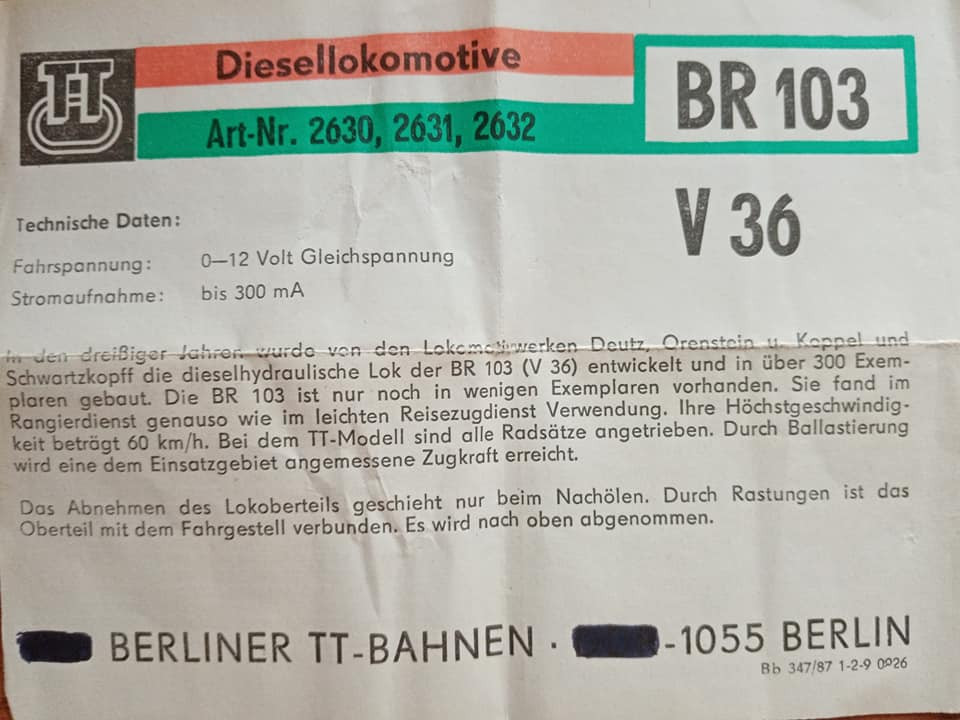 TT
Diesellokomotive
BR 103
Art-Nr. 2630, 2631, 2632
V 36
Technische Daten:
Fahrspannung: 0—12 Volt Gleichspannung
Stromaufnahme: bis 300 mA
In den dreißiger Jahren wurde von den Lokomotivwerken Deutz, Orenstein u. Koppel und
Schwartzkopff die dieselhydraulische Lok der BR 103 (V 36) entwickelt und in über 300 Exem-
plaren gebaut. Die BR 103 ist nur noch in wenigen Exemplaren vorhanden. Sie fand im
Rangierdienst genauso wie im leichten Reisezugdienst Verwendung. Ihre Höchstgeschwindig-
keit beträgt 60 km/h. Bei dem TT-Modell sind alle Radsätze angetrieben. Durch Ballastierung
wird eine dem Einsatzgebiet angemessene Zugkraft erreicht.
Das Abnehmen des Lokoberteils geschieht nur beim Nachölen. Durch Rastungen ist das
Oberteil mit dem Fahrgestell verbunden. Es wird nach oben abgenommen.
BERLINER TT-BAHNEN · -1055 BERLIN
Bb 347/87 1-2-9